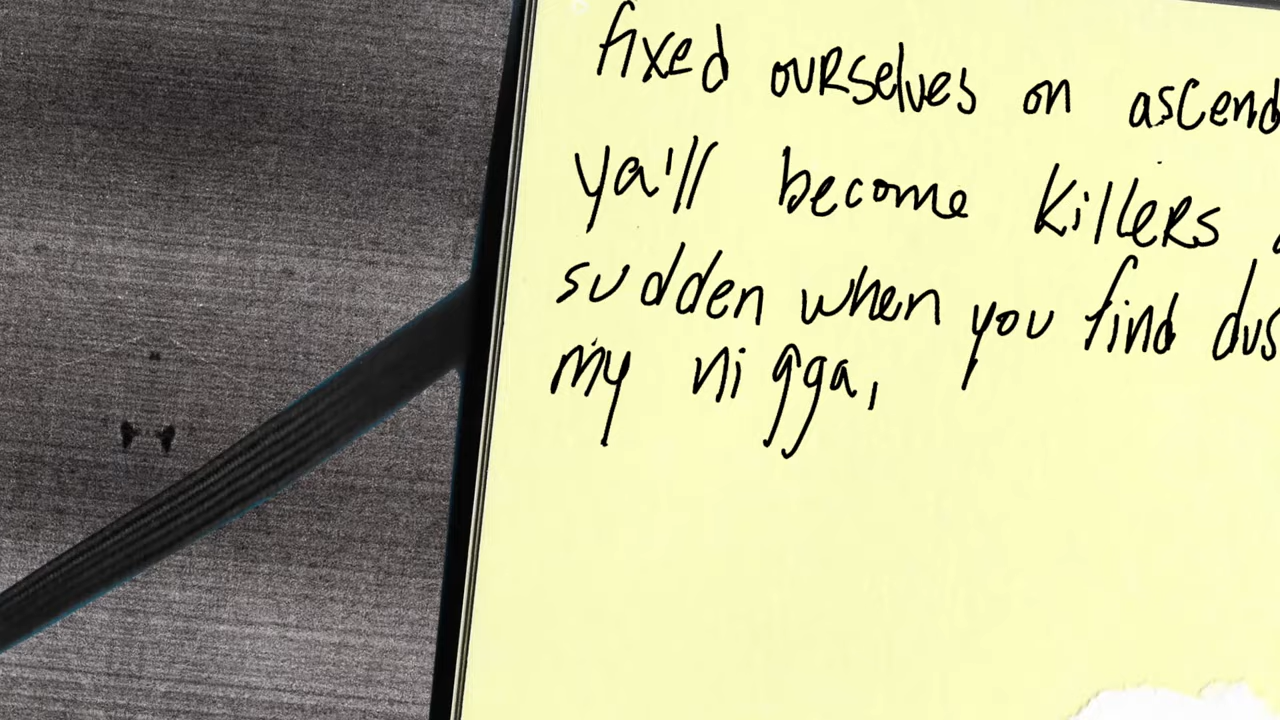 fixed ourselves on ascend
ya'll become killers
sudden when you find dus
my nigga,